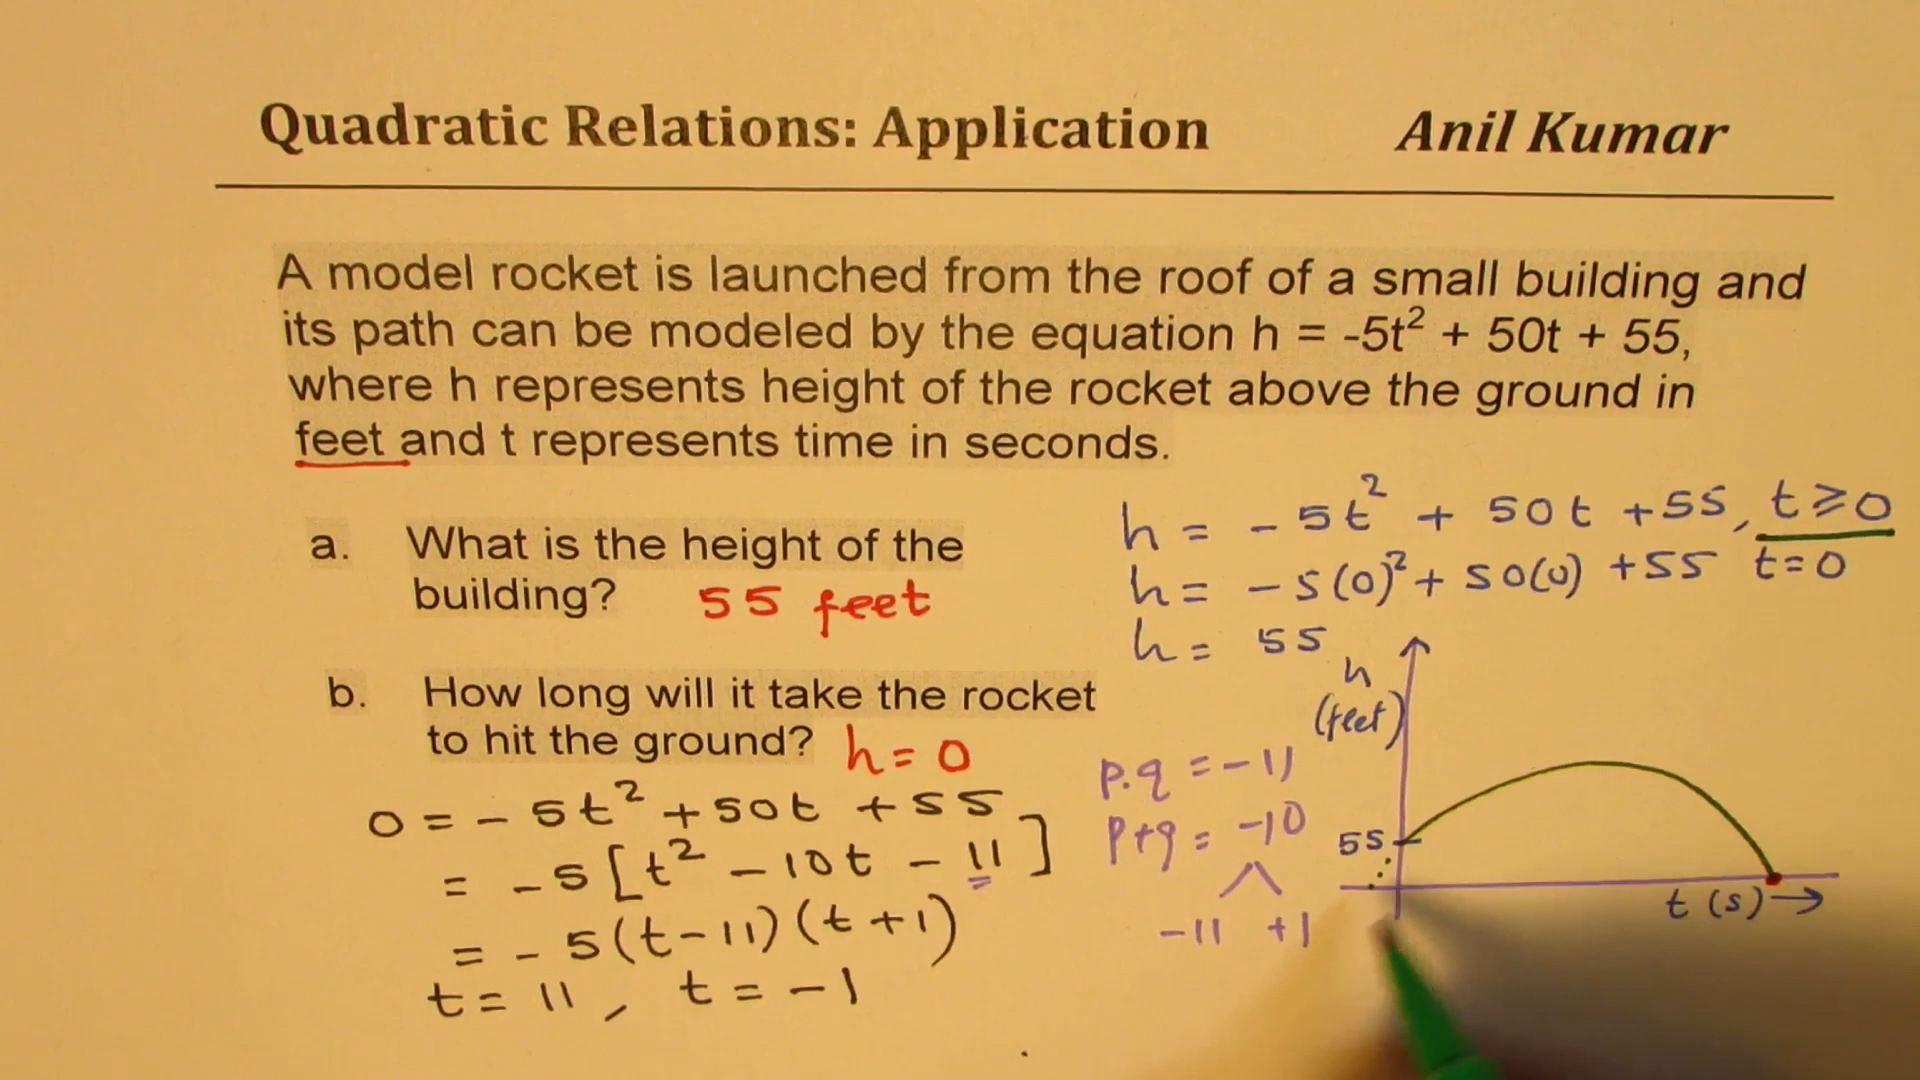 Quadratic Relations: Application Anil Kumar
A model rocket is launched from the roof of a small building and
its path can be modeled by the equation h = -5t² + 50t + 55,
where h represents height of the rocket above the ground in
feet and t represents time in seconds.
a. What is the height of the
building? 55 feet
b. How long will it take the rocket
to hit the ground? h = 0
0 = - 5t² + 50t + 55
= - 5 [t² - 10t - 11]
= - 5 (t - 11) (t + 1)
t = 11, t = - 1
h = - 5t² + 50t + 55, t ≥ 0
h = - 5(0)² + 50(0) + 55 t = 0
h = 55
p.q = - 11
p+q = - 10
-11 +1
h
(feet)
55
t (s) →